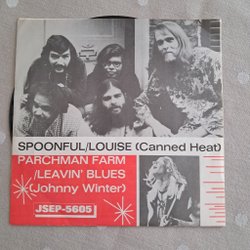 SPOONFUL/LOUISE (Canned Heat)
PARCHMAN FARM
/LEAVIN' BLUES
(Johnny Winter)
JSEP-5605